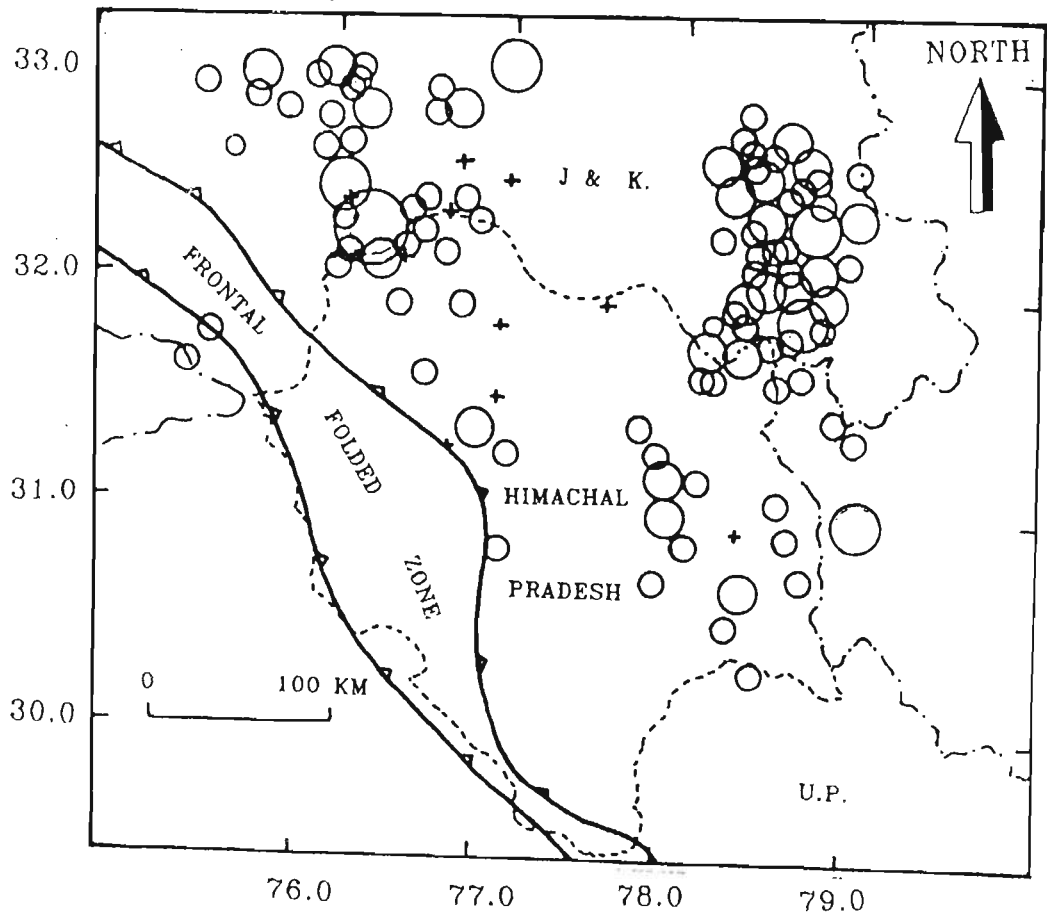 33.0
NORTH
J & K.
32.0
FRONTAL
FOLDED
ZONE
31.0
HIMACHAL
PRADESH
0 100 KM
30.0
U.P.
76.0 77.0 78.0 79.0